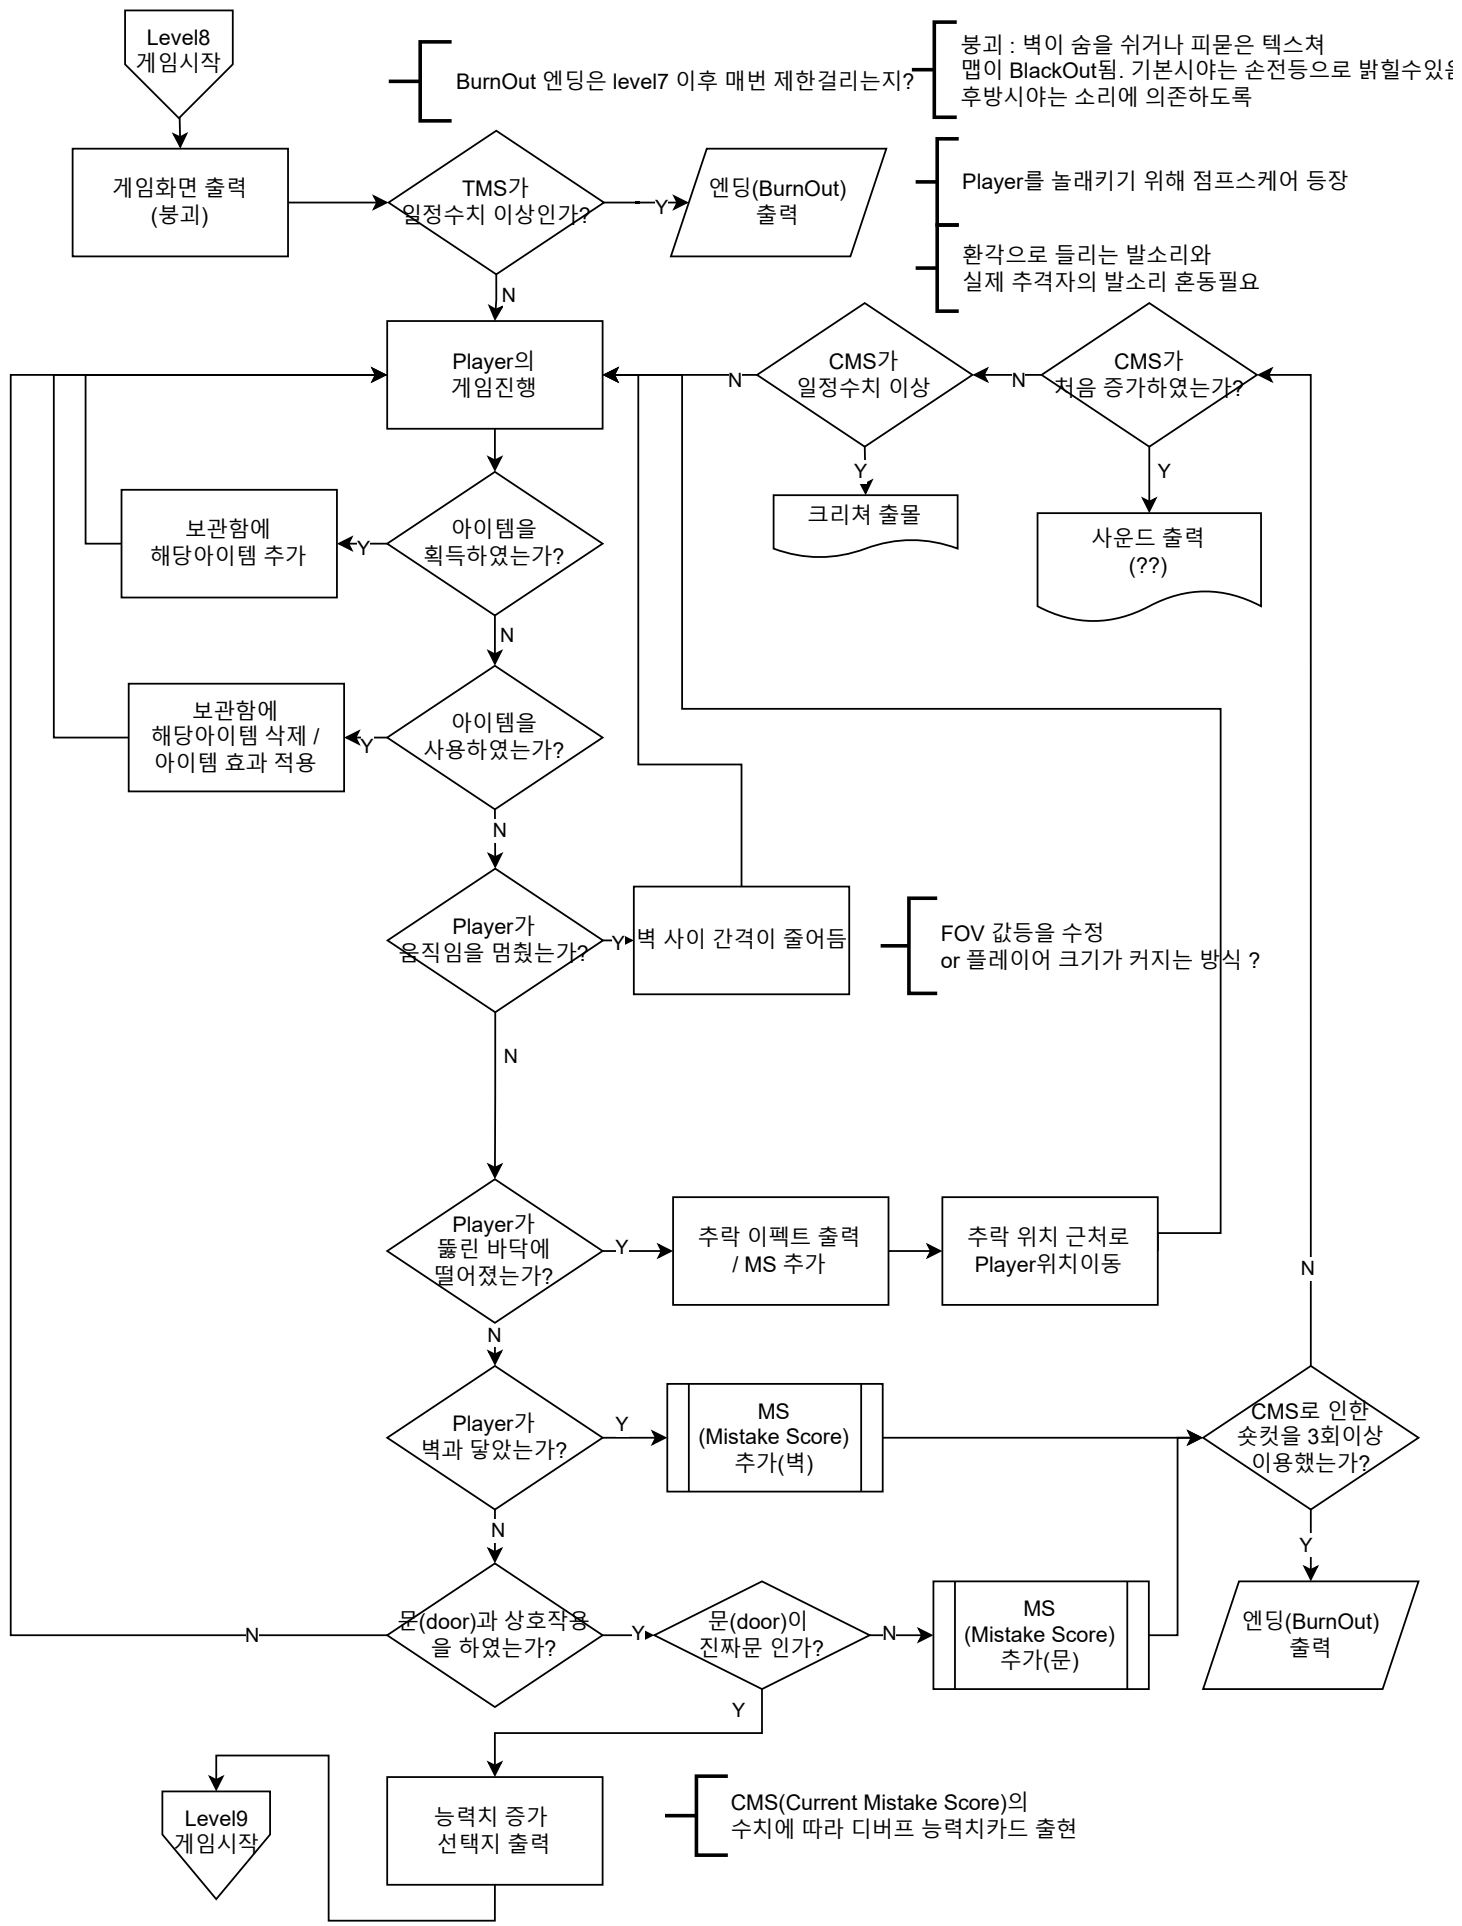 Level8
게임시작
BurnOut 엔딩은 level7 이후 매번 제한걸리는지?
붕괴 : 벽이 숨을 쉬거나 피묻은 텍스쳐
맵이 BlackOut됨. 기본시야는 손전등으로 밝힐수있음
후방시야는 소리에 의존하도록
게임화면 출력
(붕괴)
TMS가
일정수치 이상인가?
Y
엔딩(BurnOut)
출력
Player를 놀래키기 위해 점프스케어 등장
환각으로 들리는 발소리와
실제 추격자의 발소리 혼동필요
N
Player의
게임진행
N
CMS가
일정수치 이상
N
CMS가
처음 증가하였는가?
Y
크리쳐 출몰
Y
사운드 출력
(??)
보관함에
해당아이템 추가
Y
아이템을
획득하였는가?
N
보관함에
해당아이템 삭제 /
아이템 효과 적용
Y
아이템을
사용하였는가?
N
Player가
움직임을 멈췄는가?
Y
벽 사이 간격이 줄어듬
FOV 값등을 수정
or 플레이어 크기가 커지는 방식 ?
N
Player가
뚫린 바닥에
떨어졌는가?
Y
추락 이펙트 출력
/ MS 추가
추락 위치 근처로
Player위치이동
N
N
Player가
벽과 닿았는가?
Y
MS
(Mistake Score)
추가(벽)
CMS로 인한
숏컷을 3회이상
이용했는가?
N
Y
N
문(door)과 상호작용
을 하였는가?
Y
문(door)이
진짜문 인가?
N
MS
(Mistake Score)
추가(문)
엔딩(BurnOut)
출력
Y
Level9
게임시작
능력치 증가
선택지 출력
CMS(Current Mistake Score)의
수치에 따라 디버프 능력치카드 출현